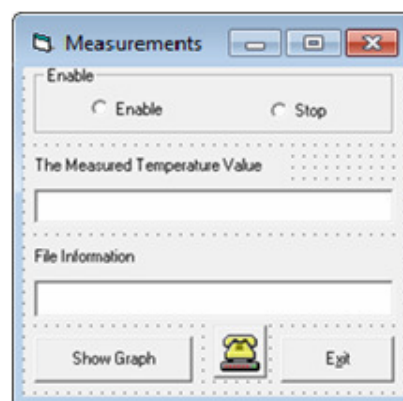 Measurements
Enable
Enable Stop
The Measured Temperature Value
File Information
Show Graph Exit